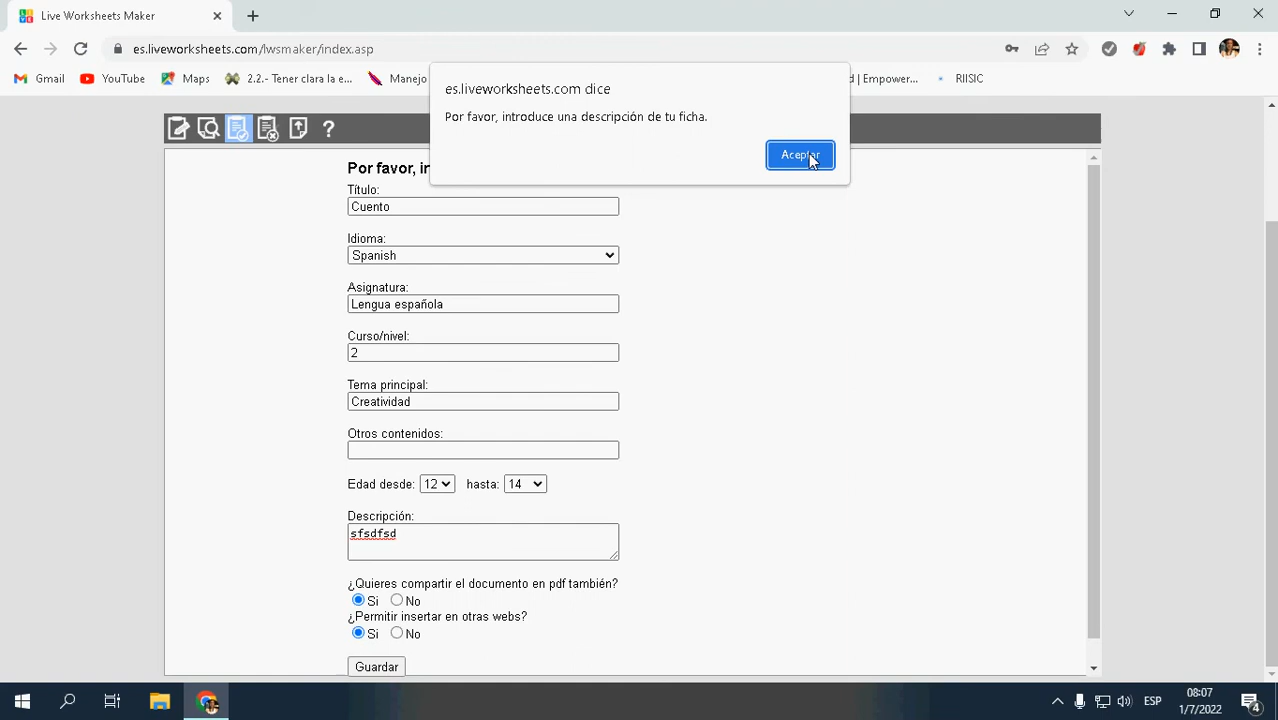 Live Worksheets Maker
es.liveworksheets.com/lwsmaker/index.asp
Gmail
YouTube
Maps
2.2.- Tener clara la e...
Manejo
d | Empower...
RIISIC
es.liveworksheets.com dice
Por favor, introduce una descripción de tu ficha.
Aceptar
?
Por favor, i
Título:
Cuento
Idioma:
Spanish
Asignatura:
Lengua española
Curso/nivel:
2
Tema principal:
Creatividad
Otros contenidos:
Edad desde: 12 hasta: 14
Descripción:
sfsdfsd
¿Quieres compartir el documento en pdf también?
Si No
¿Permitir insertar en otras webs?
Si No
Guardar
ESP
08:07
1/7/2022
4